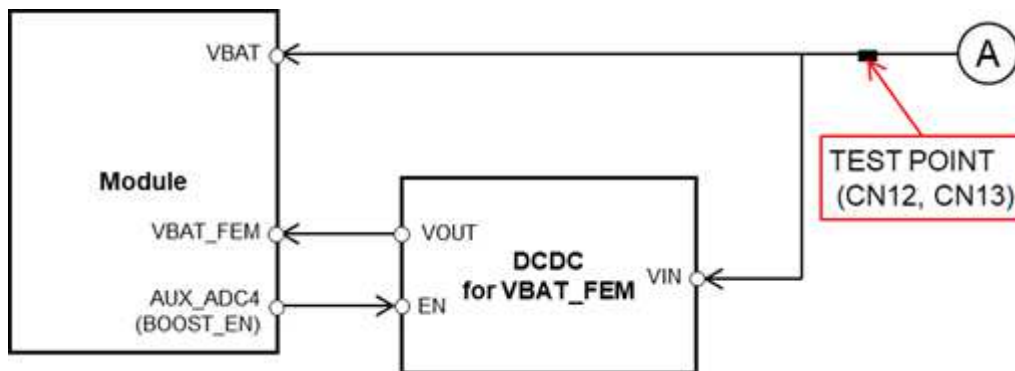 VBAT
A
TEST POINT
(CN12, CN13)
Module
VBAT_FEM
VOUT
DCDC
for VBAT_FEM
VIN
AUX_ADC4
(BOOST_EN)
EN